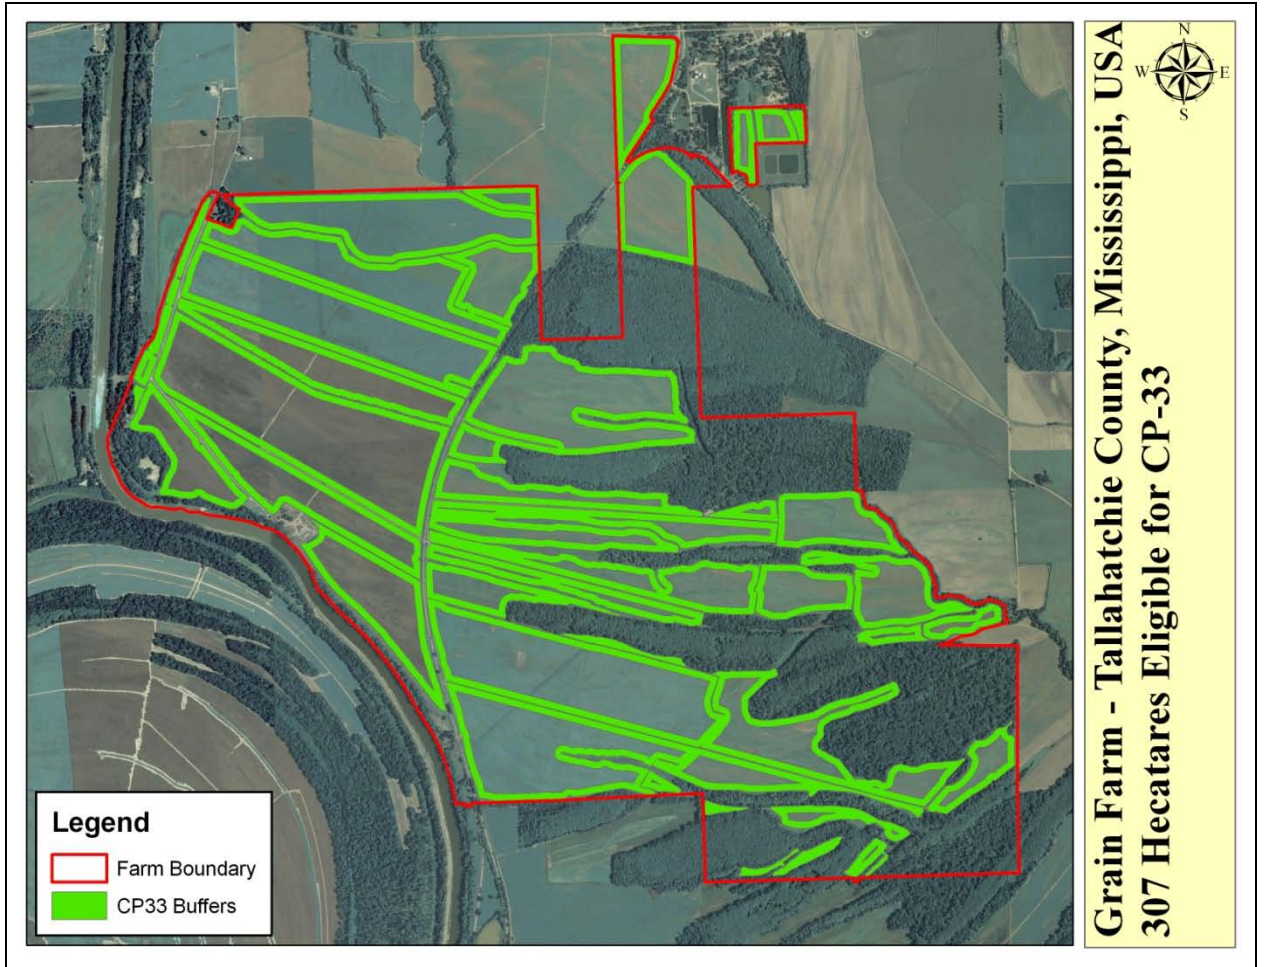 Grain Farm - Tallahatchie County, Mississippi, USA
307 Hecatares Eligible for CP-33
N
W E
S
Legend
Farm Boundary
CP33 Buffers